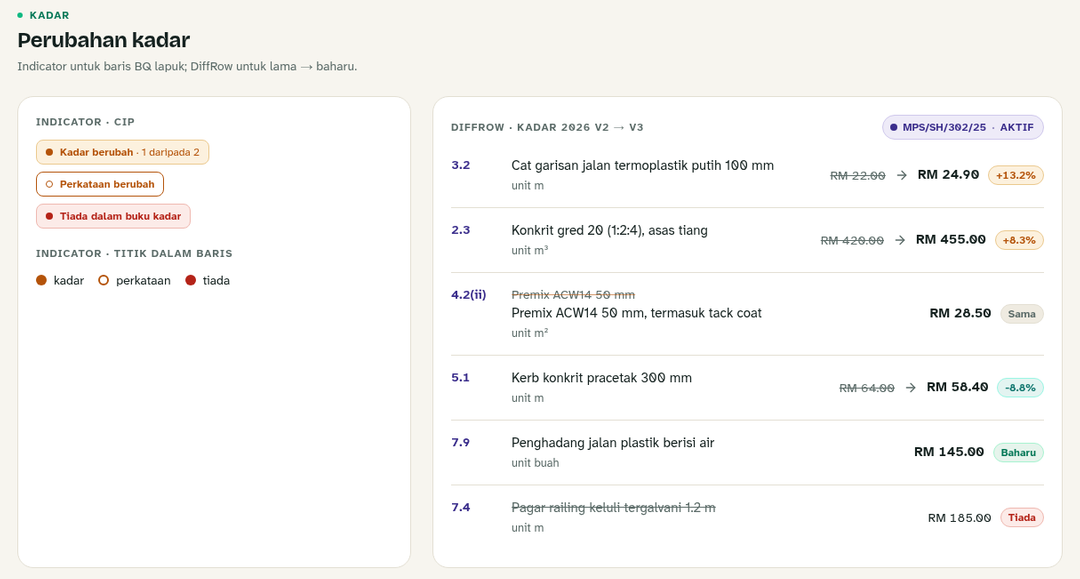 KADAR
Perubahan kadar
Indicator untuk baris BQ lapuk; DiffRow untuk lama → baharu.
INDICATOR · CIP
Kadar berubah · 1 daripada 2
Perkataan berubah
Tiada dalam buku kadar
INDICATOR · TITIK DALAM BARIS
kadar
perkataan
tiada
DIFFROW · KADAR 2026 V2 → V3
MPS/SH/302/25 · AKTIF
3.2
Cat garisan jalan termoplastik putih 100 mm
unit m
RM 22.00 → RM 24.90 +13.2%
2.3
Konkrit gred 20 (1:2:4), asas tiang
unit m³
RM 420.00 → RM 455.00 +8.3%
4.2(ii)
Premix ACW14 50 mm
Premix ACW14 50 mm, termasuk tack coat
unit m²
RM 28.50 Sama
5.1
Kerb konkrit pracetak 300 mm
unit m
RM 64.00 → RM 58.40 -8.8%
7.9
Penghadang jalan plastik berisi air
unit buah
RM 145.00 Baharu
7.4
Pagar railing keluli tergalvani 1.2 m
unit m
RM 185.00 Tiada